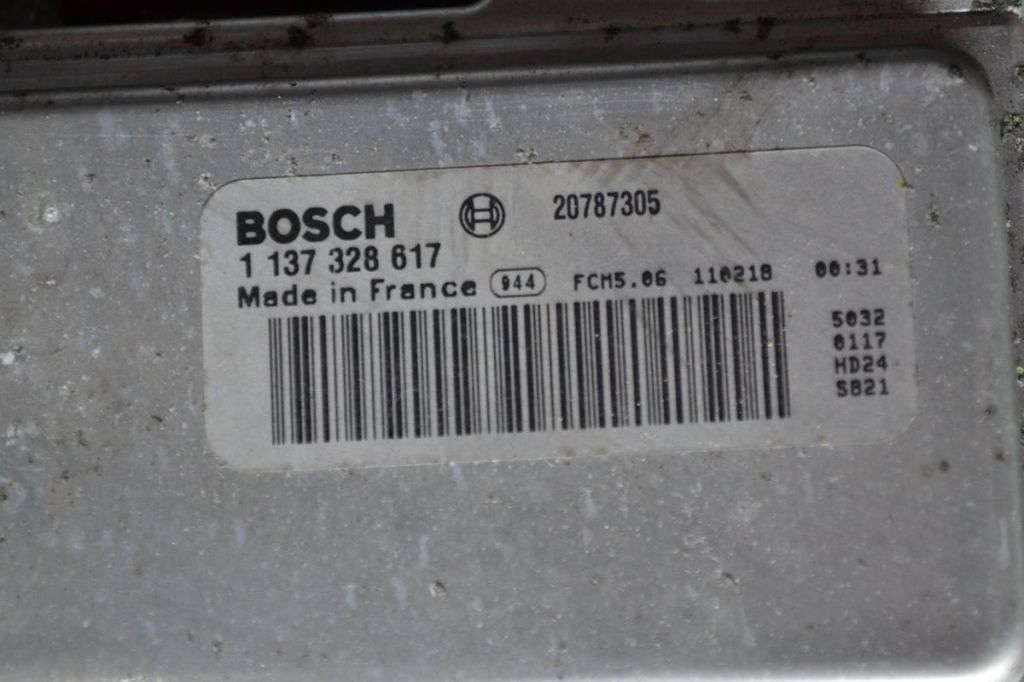 BOSCH 20787305
1 137 328 617
Made in France 944 FCM5.06 110218 00:31
5032
0117
HD24
SB21